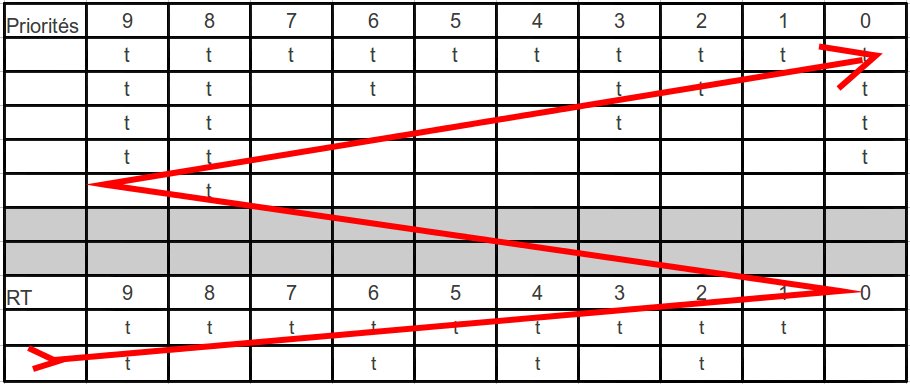 Priorités 9 8 7 6 5 4 3 2 1 0
t t t t t t t t t t
t t t t t t
t t t t
t t t
t
RT 9 8 7 6 5 4 3 2 1 0
t t t t t t t t t
t t t t